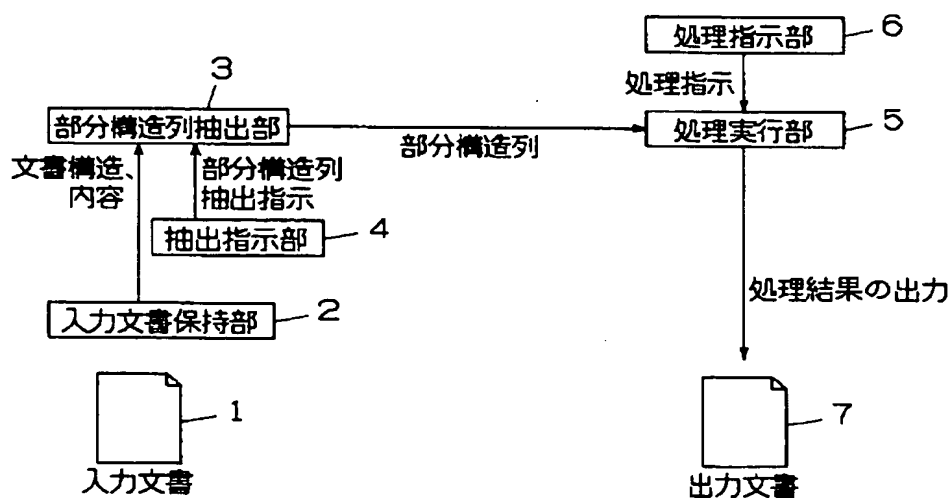 6
処理指示部
処理指示
3
部分構造列抽出部
部分構造列
処理実行部
5
文書構造、
内容
部分構造列
抽出指示
抽出指示部
4
処理結果の出力
入力文書保持部
2
1
入力文書
7
出力文書